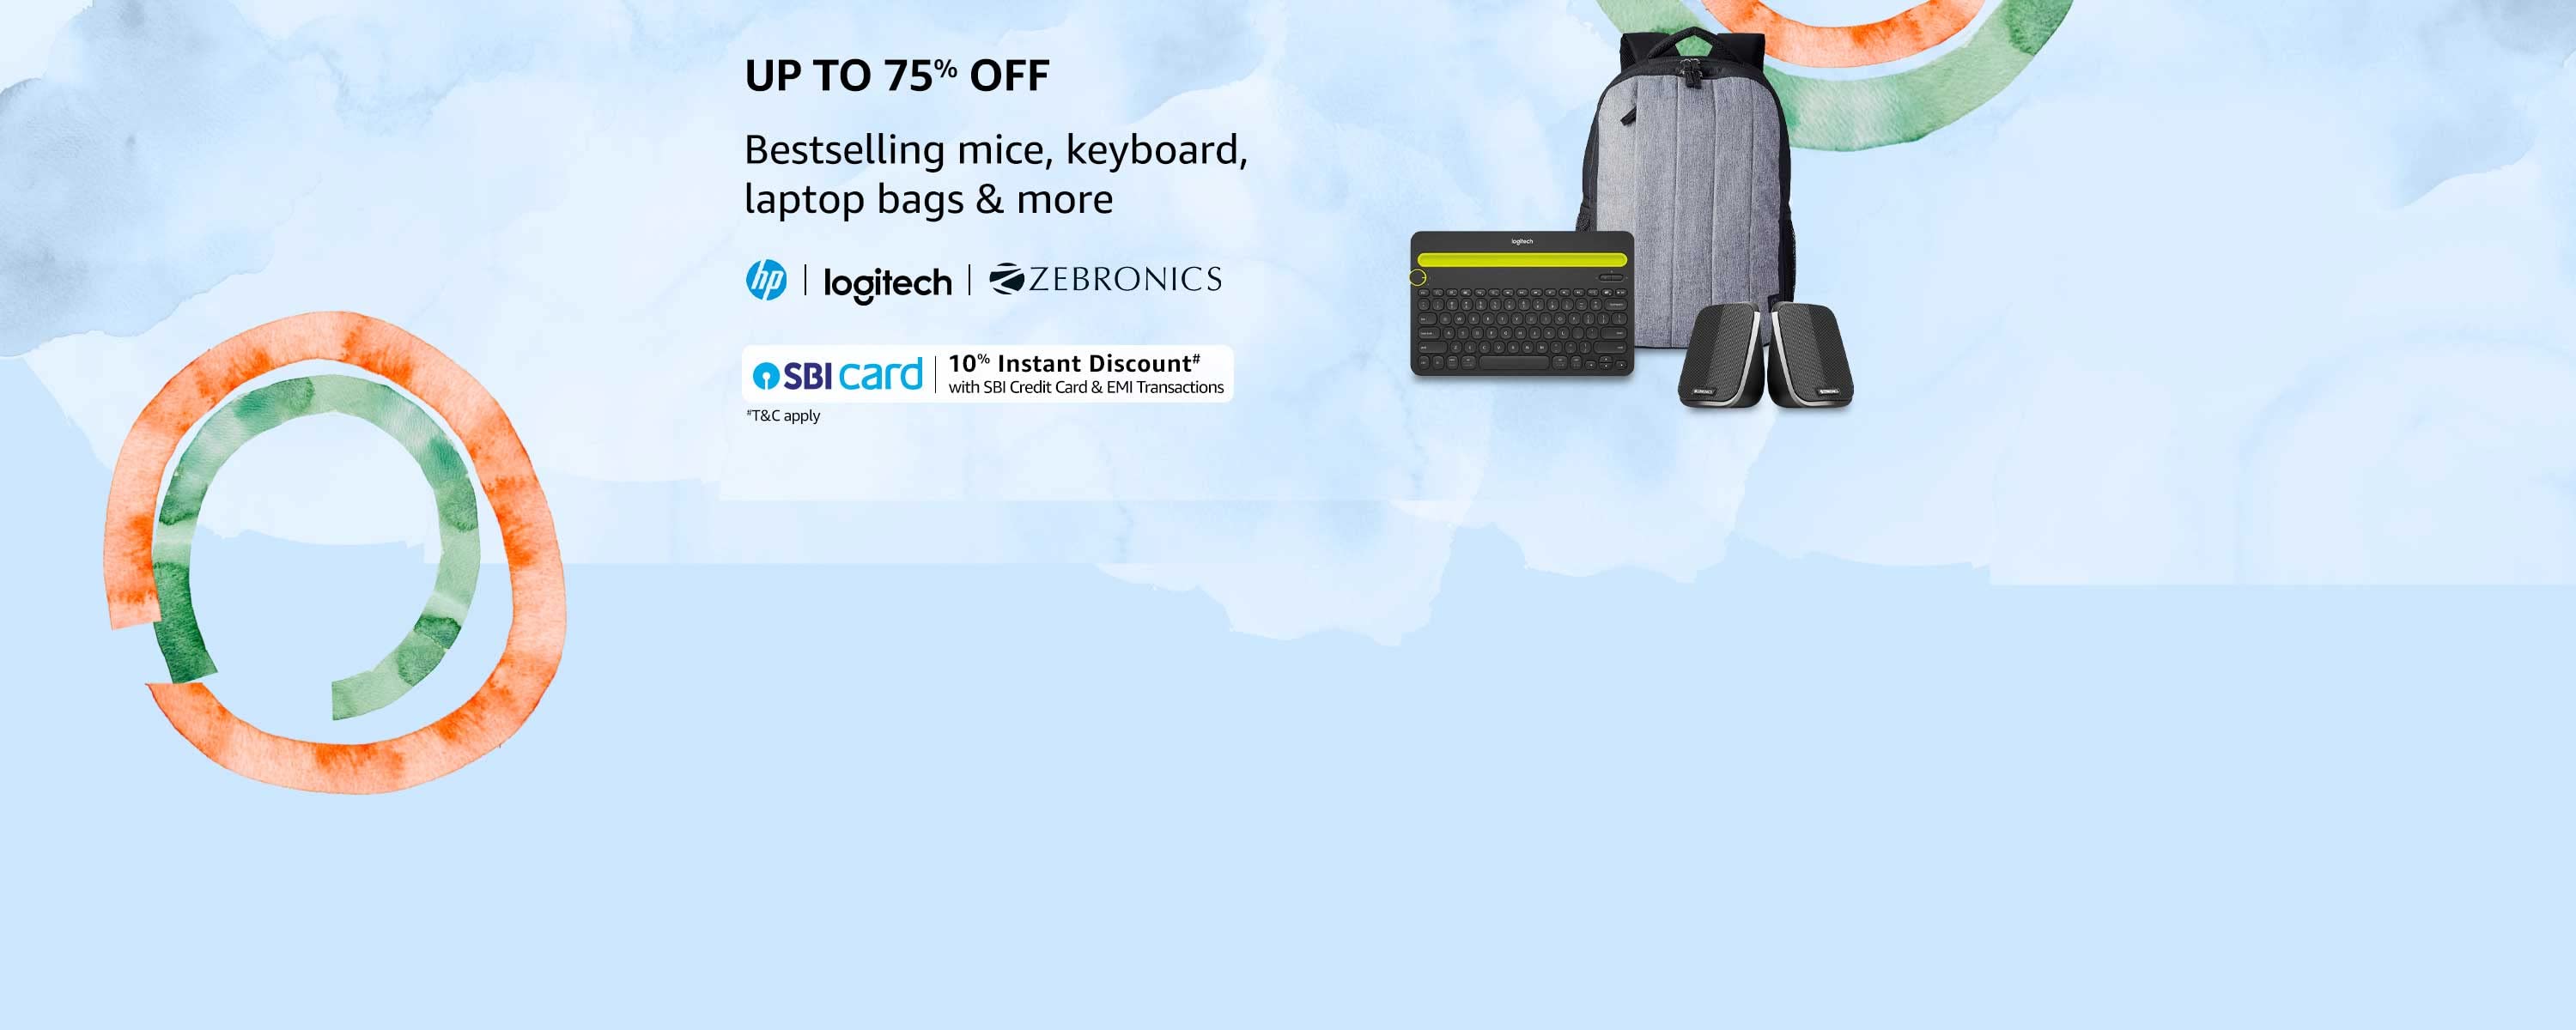 UP TO 75% OFF
Bestselling mice, keyboard,
laptop bags & more
hp | logitech | ZEBRONICS
SBI card | 10% Instant Discount#
with SBI Credit Card & EMI Transactions
#T&C apply
logitech